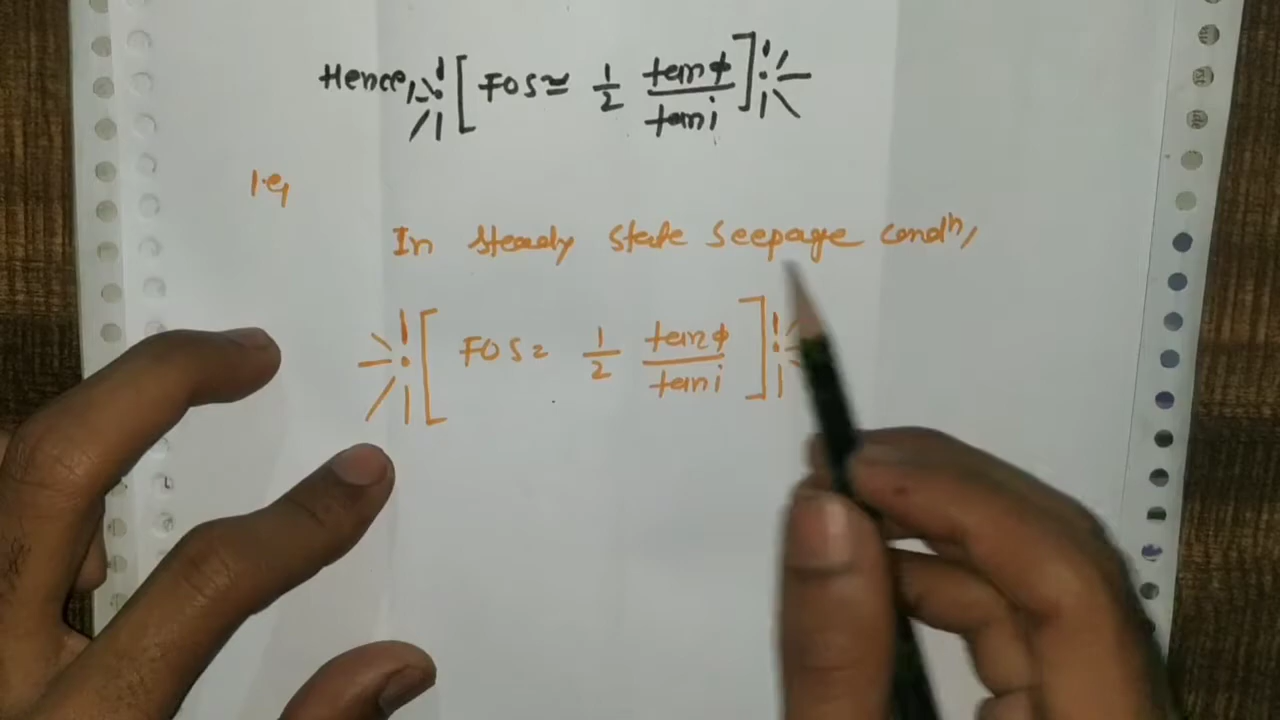 Hence, [ FOS ≃ 1/2 tanφ/tani ]
i.e,
In steady state seepage condⁿ,
[ FOS = 1/2 tanφ/tani ]